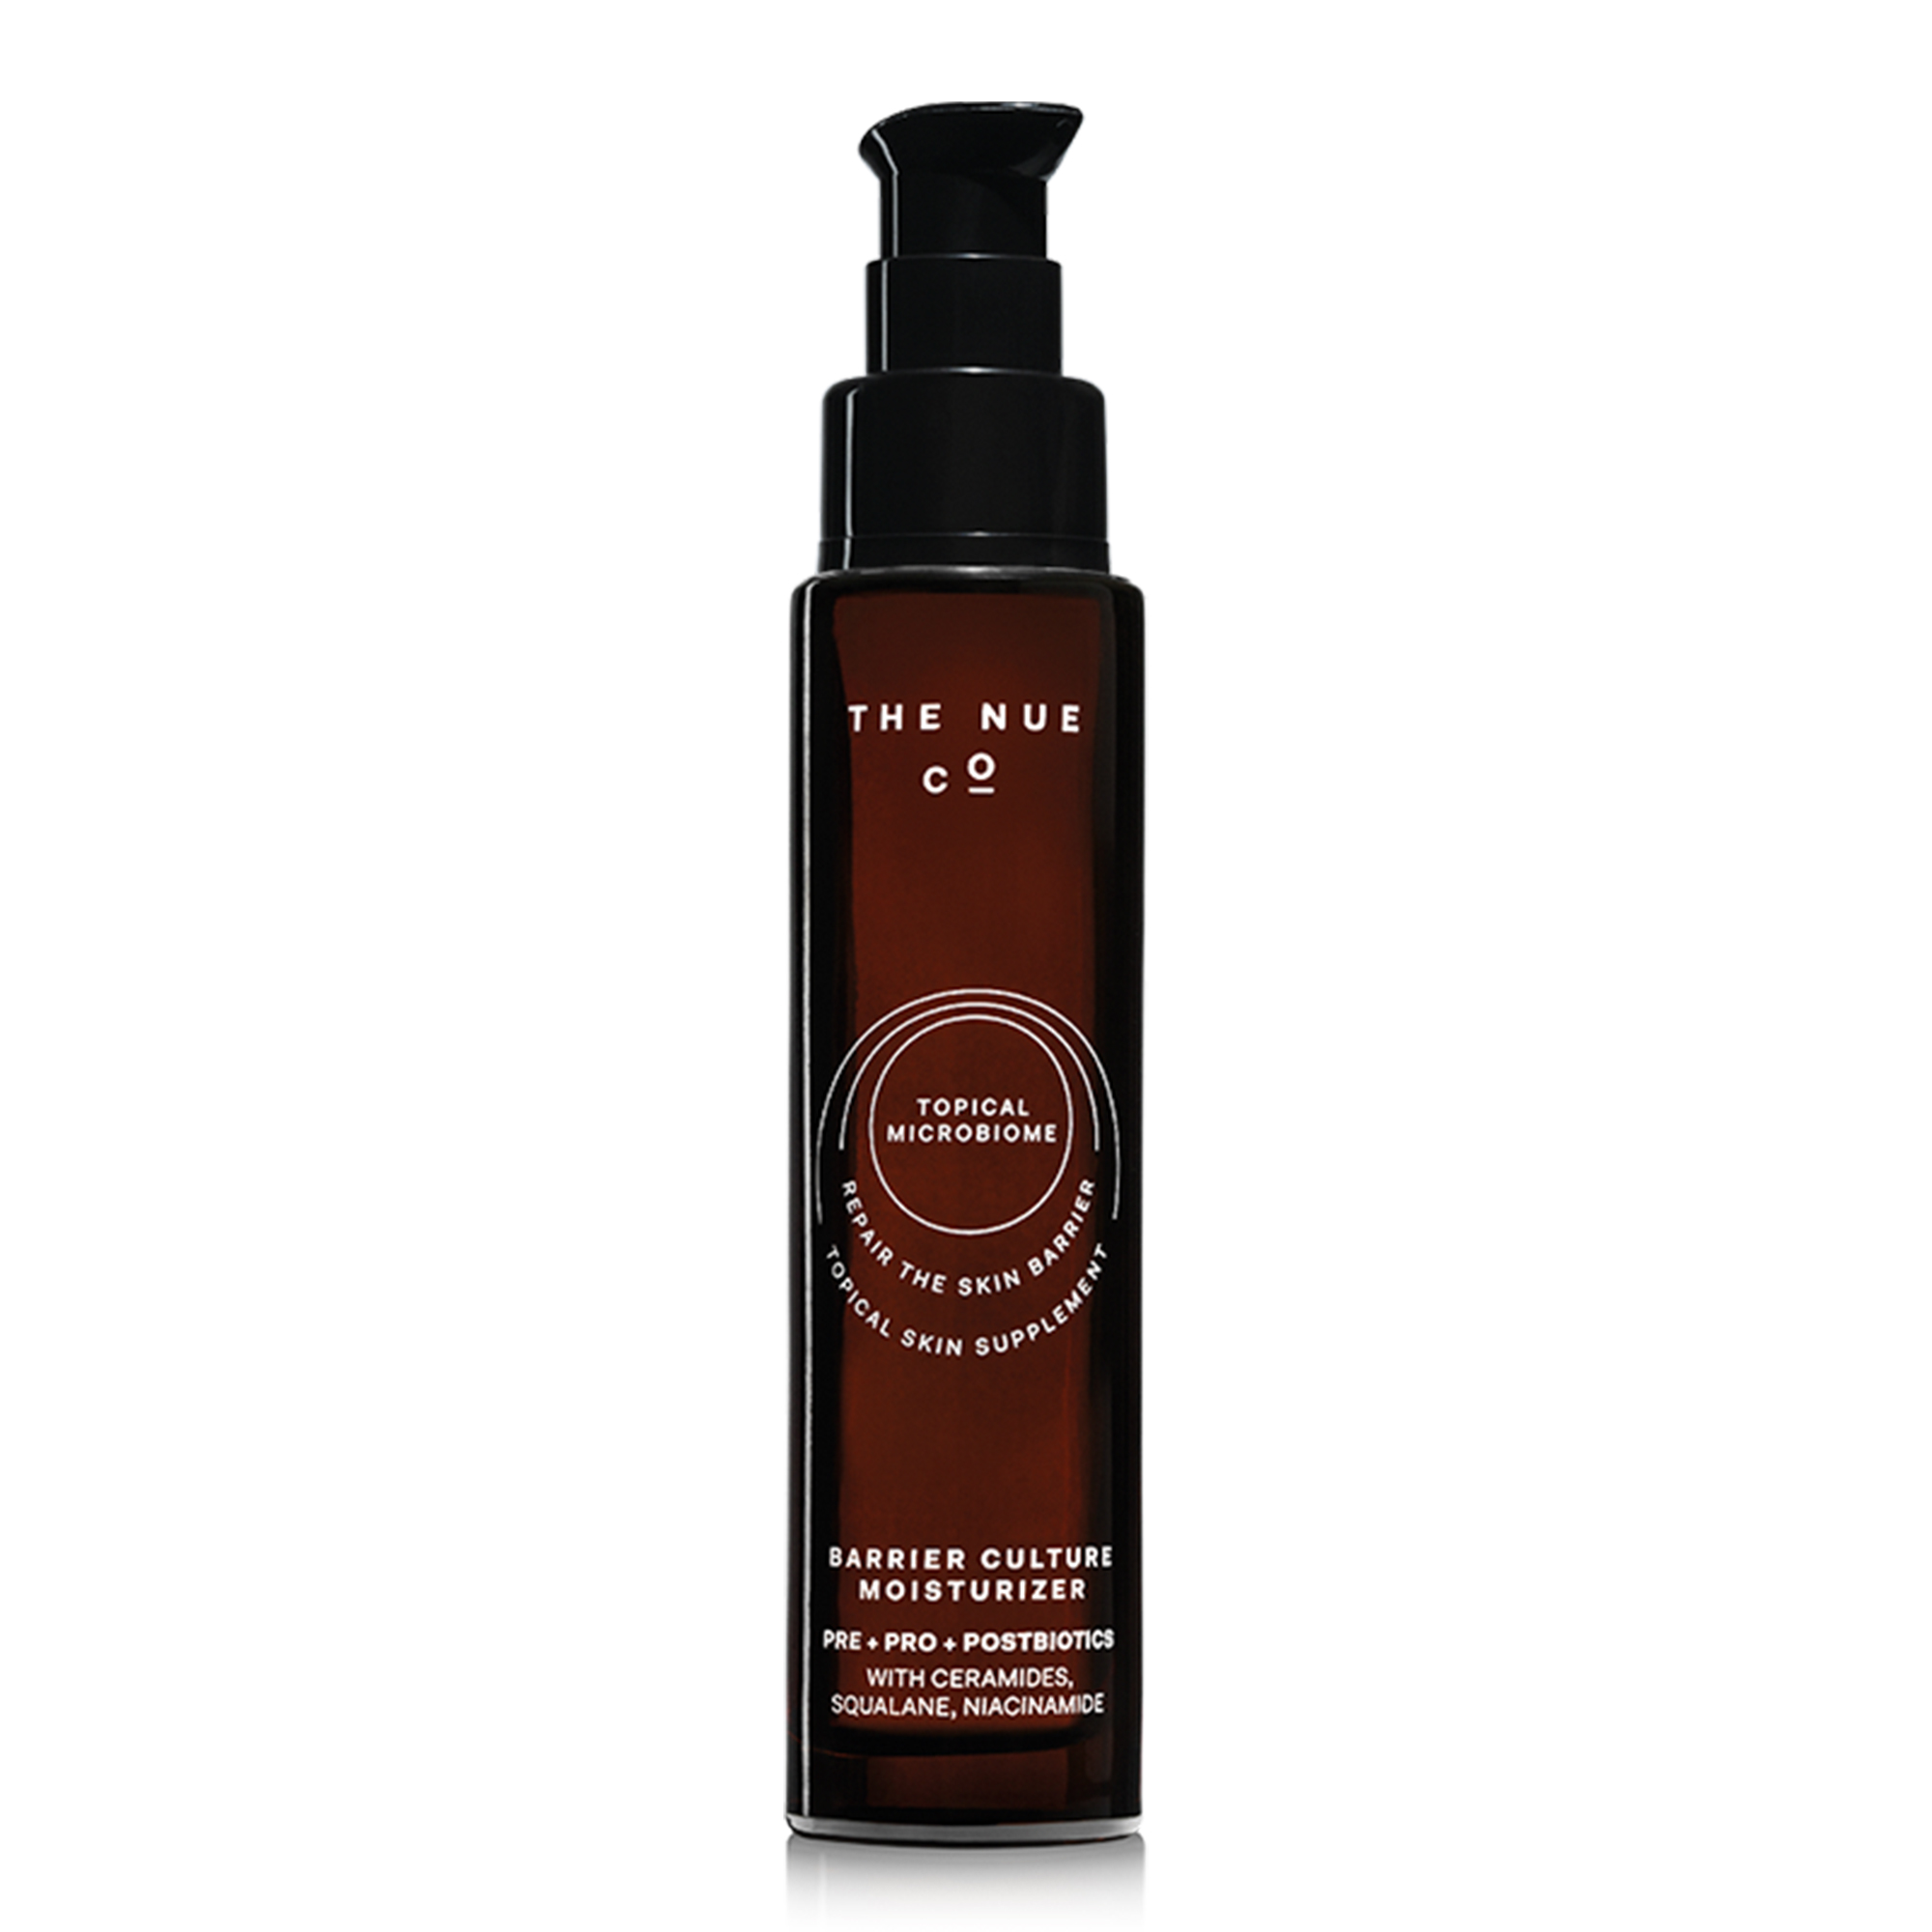 THE NUE
CO
TOPICAL
MICROBIOME
REPAIR THE SKIN BARRIER
TOPICAL SKIN SUPPLEMENT
BARRIER CULTURE
MOISTURIZER
PRE + PRO + POSTBIOTICS
WITH CERAMIDES,
SQUALANE, NIACINAMIDE